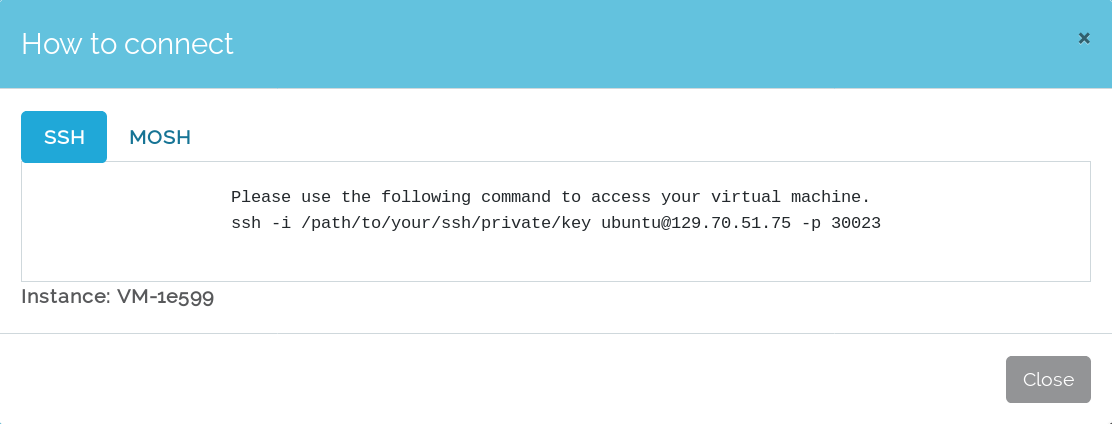 How to connect
×
SSH
MOSH
Please use the following command to access your virtual machine.
ssh -i /path/to/your/ssh/private/key ubuntu@129.70.51.75 -p 30023
Instance: VM-1e599
Close